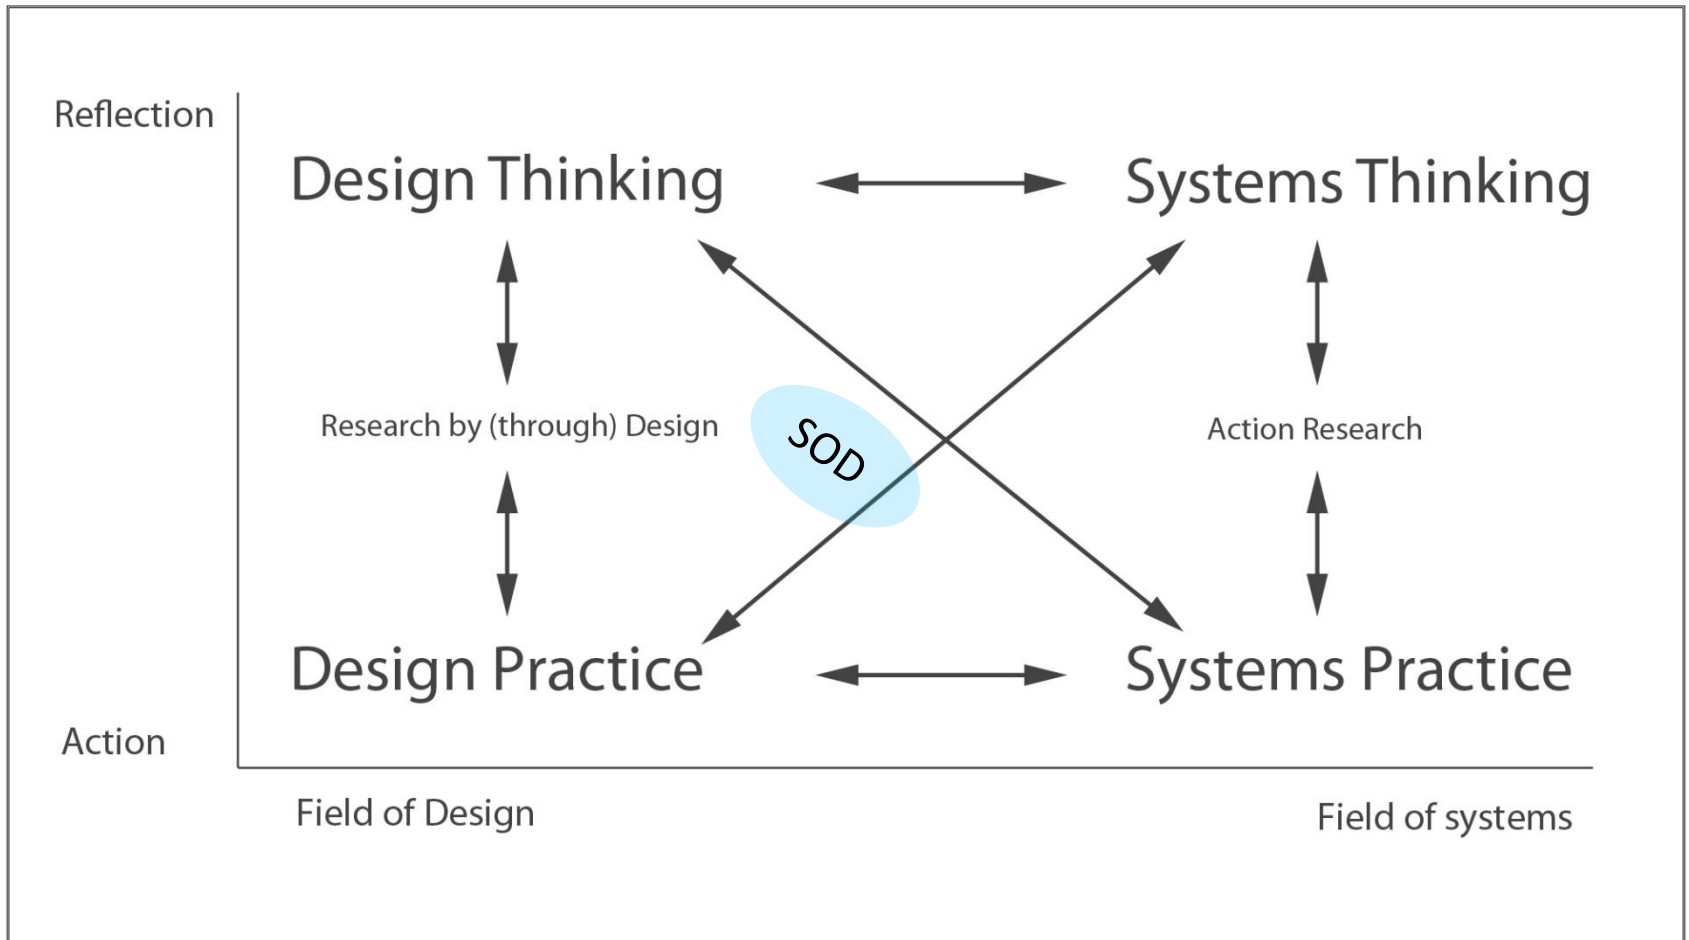 Reflection
Design Thinking
Systems Thinking
Research by (through) Design
SOD
Action Research
Design Practice
Systems Practice
Action
Field of Design
Field of systems